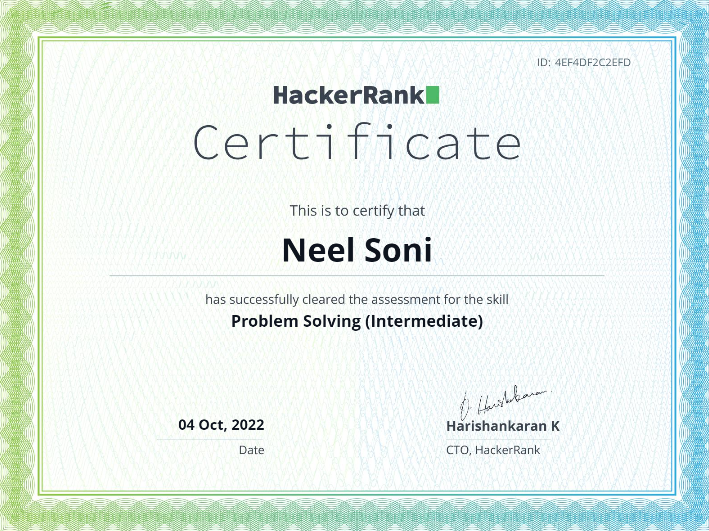 ID: 4EF4DF2C2EFD
HackerRank
Certificate
This is to certify that
Neel Soni
has successfully cleared the assessment for the skill
Problem Solving (Intermediate)
04 Oct, 2022
Date
Harishankaran K
CTO, HackerRank